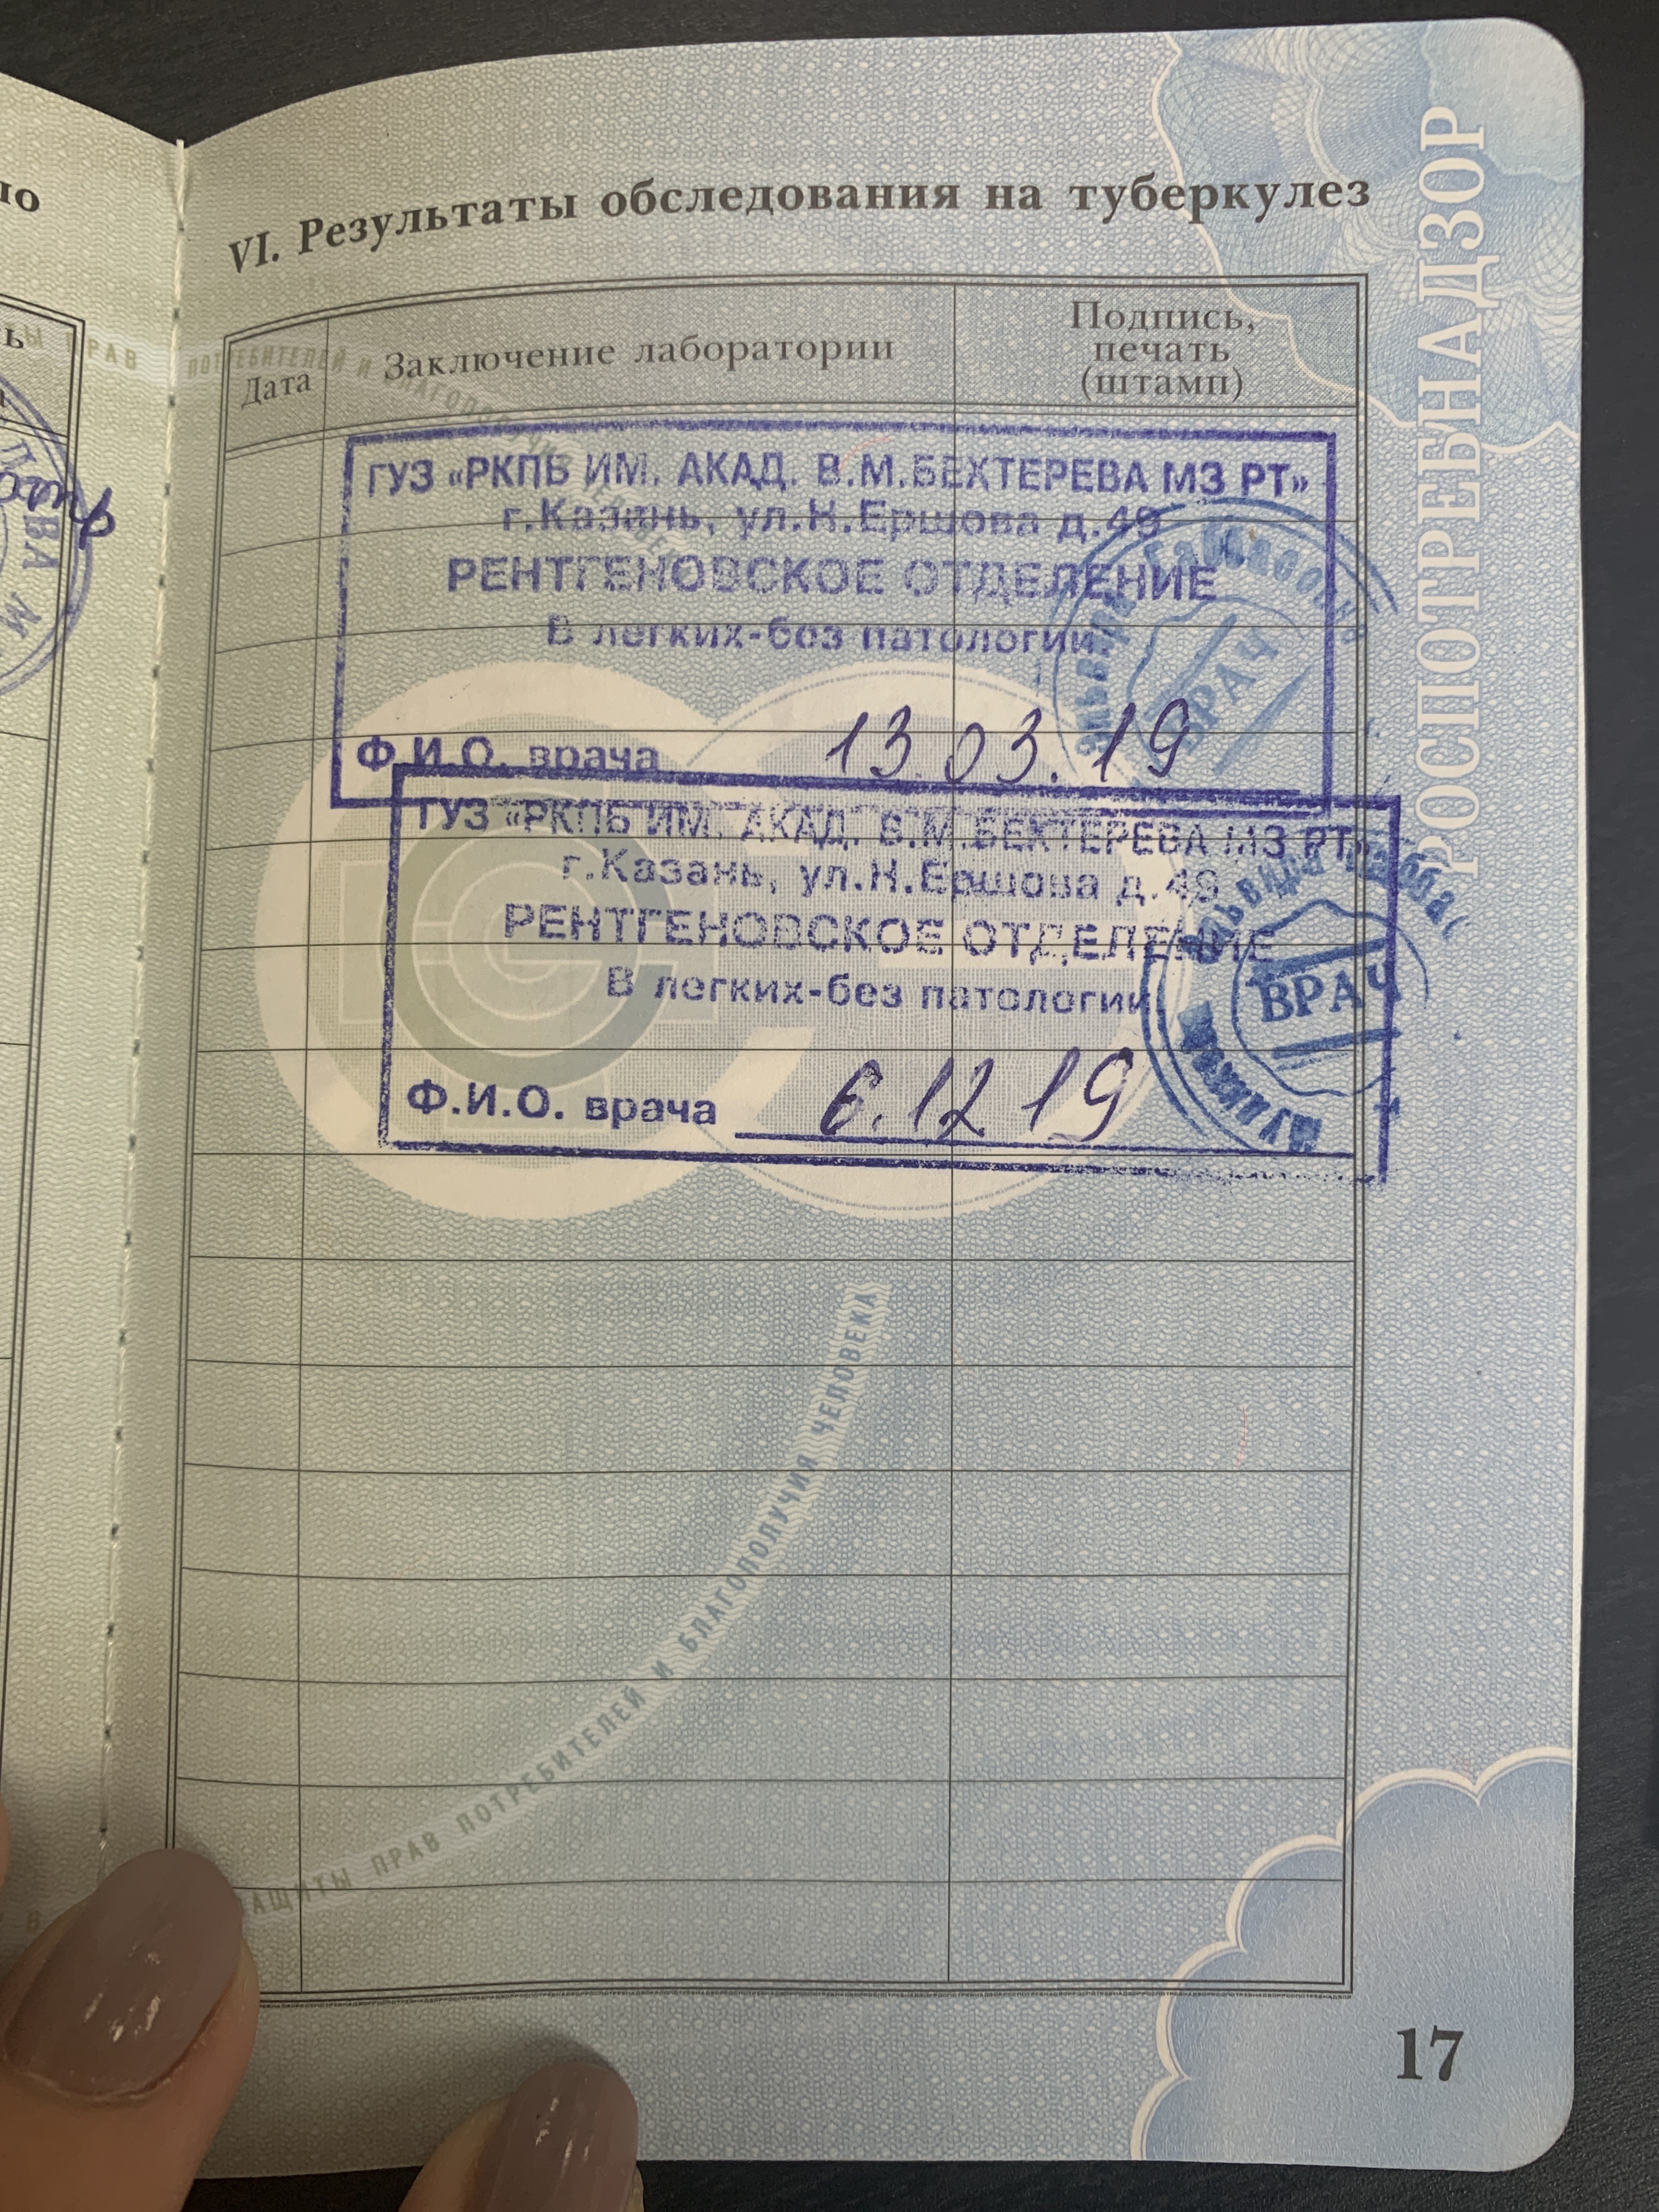 VI. Результаты обследования на туберкулез
Дата
Заключение лаборатории
Подпись,
печать
(штамп)
ГУЗ «РКПБ ИМ. АКАД. В.М.БЕХТЕРЕВА МЗ РТ»
г.Казань, ул.Н.Ершова д.49
РЕНТГЕНОВСКОЕ ОТДЕЛЕНИЕ
В легких-без патологии
Ф.И.О. врача 13.03.19
ВРАЧ
ГУЗ «РКПБ ИМ. АКАД. В.М.БЕХТЕРЕВА МЗ РТ»
г.Казань, ул.Н.Ершова д.49
РЕНТГЕНОВСКОЕ ОТДЕЛЕНИЕ
В легких-без патологии
Ф.И.О. врача 6.12.19
ВРАЧ
ЗАЩИТЫ ПРАВ ПОТРЕБИТЕЛЕЙ И БЛАГОПОЛУЧИЯ ЧЕЛОВЕКА
РОСПОТРЕБНАДЗОР
17